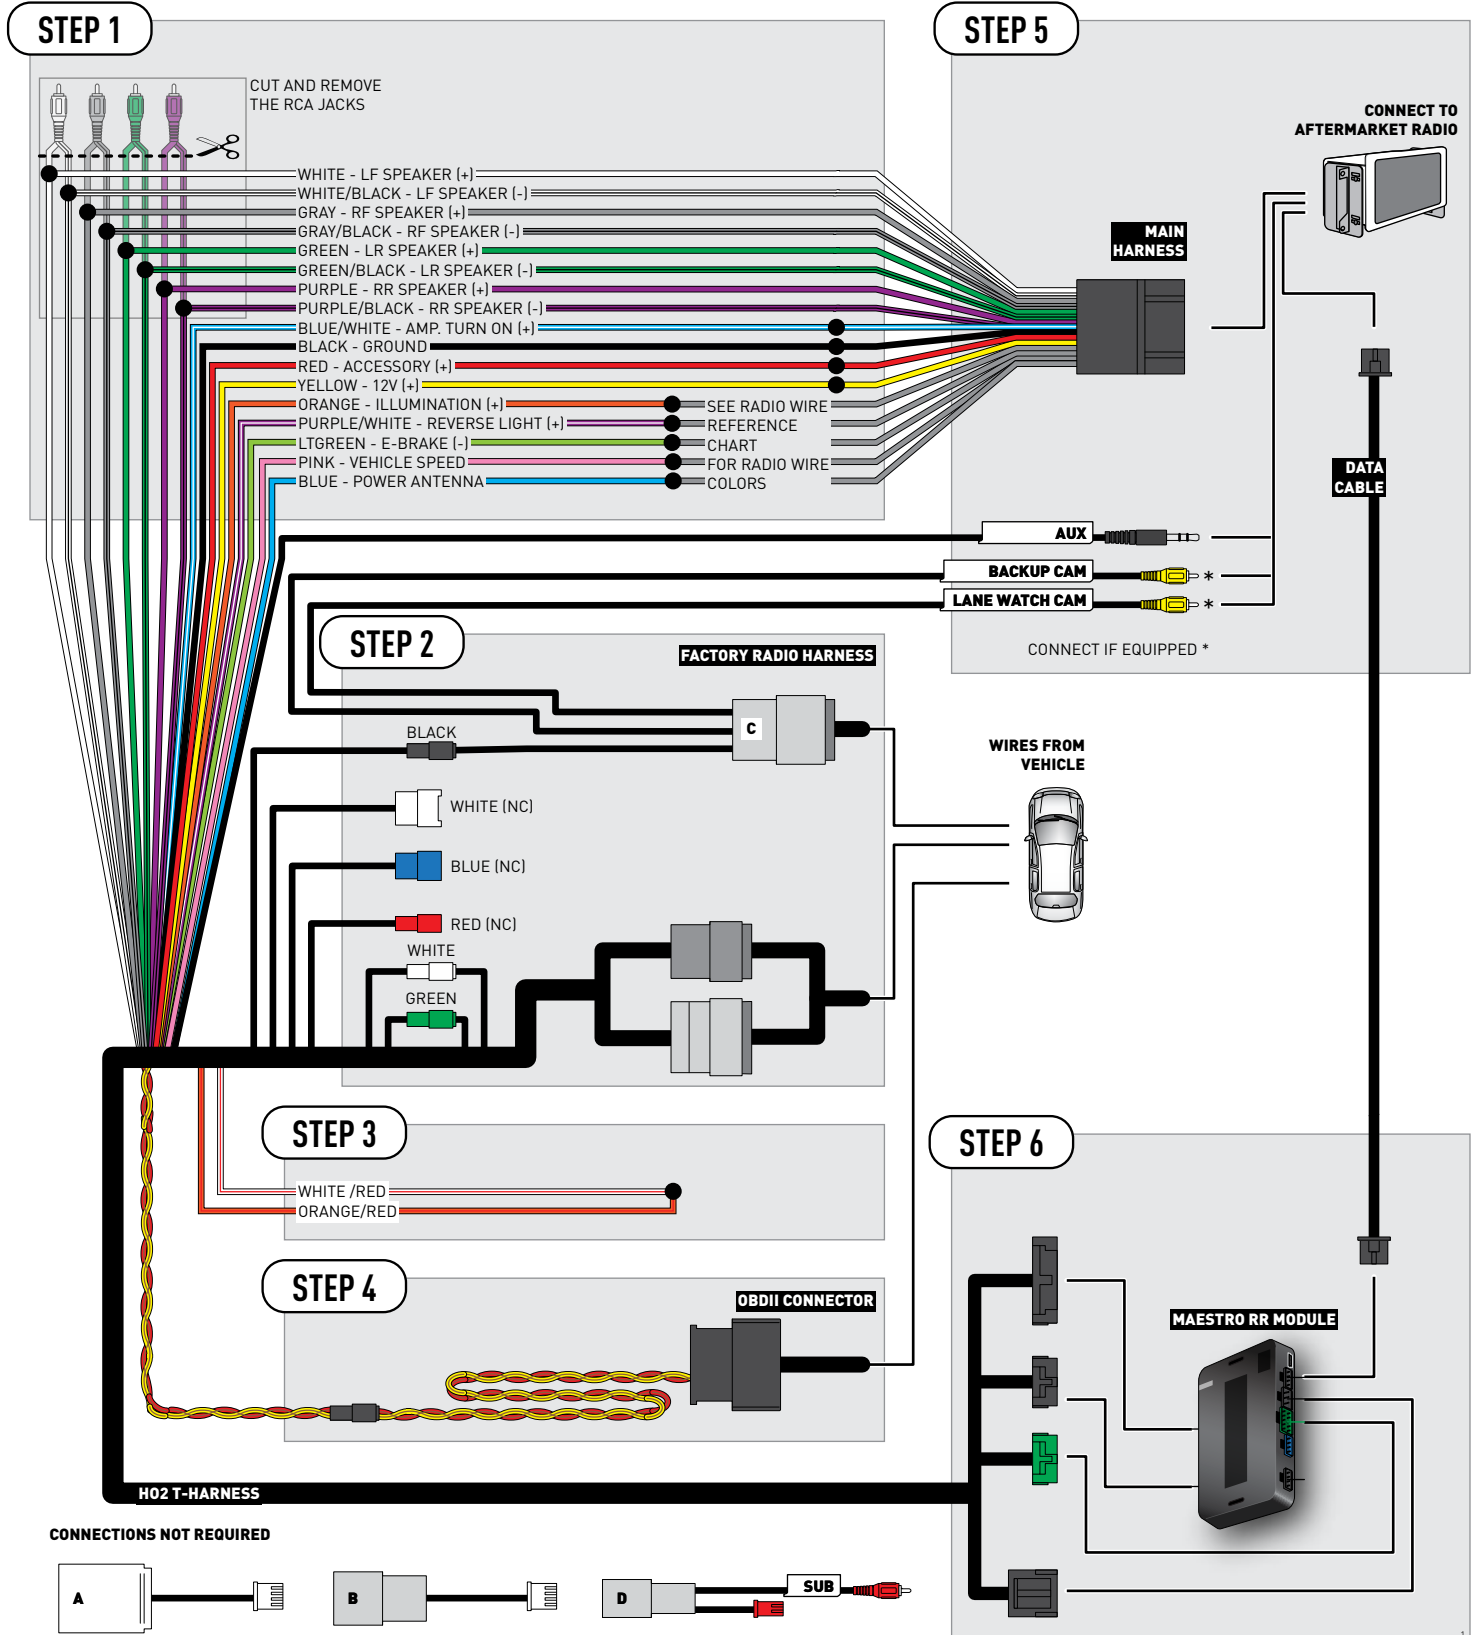 STEP 1
CUT AND REMOVE
THE RCA JACKS
WHITE - LF SPEAKER (+)
WHITE/BLACK - LF SPEAKER (-)
GRAY - RF SPEAKER (+)
GRAY/BLACK - RF SPEAKER (-)
GREEN - LR SPEAKER (+)
GREEN/BLACK - LR SPEAKER (-)
PURPLE - RR SPEAKER (+)
PURPLE/BLACK - RR SPEAKER (-)
BLUE/WHITE - AMP. TURN ON (+)
BLACK - GROUND
RED - ACCESSORY (+)
YELLOW - 12V (+)
ORANGE - ILLUMINATION (+)
PURPLE/WHITE - REVERSE LIGHT (+)
LTGREEN - E-BRAKE (-)
PINK - VEHICLE SPEED
BLUE - POWER ANTENNA
SEE RADIO WIRE
REFERENCE
CHART
FOR RADIO WIRE
COLORS
STEP 5
CONNECT TO
AFTERMARKET RADIO
MAIN
HARNESS
DATA
CABLE
AUX
BACKUP CAM
*
LANE WATCH CAM
*
CONNECT IF EQUIPPED *
STEP 2
FACTORY RADIO HARNESS
C
BLACK
WHITE (NC)
BLUE (NC)
RED (NC)
WHITE
GREEN
WIRES FROM
VEHICLE
STEP 3
WHITE /RED
ORANGE/RED
STEP 4
OBDII CONNECTOR
STEP 6
MAESTRO RR MODULE
HO2 T-HARNESS
CONNECTIONS NOT REQUIRED
A
B
D
SUB
1